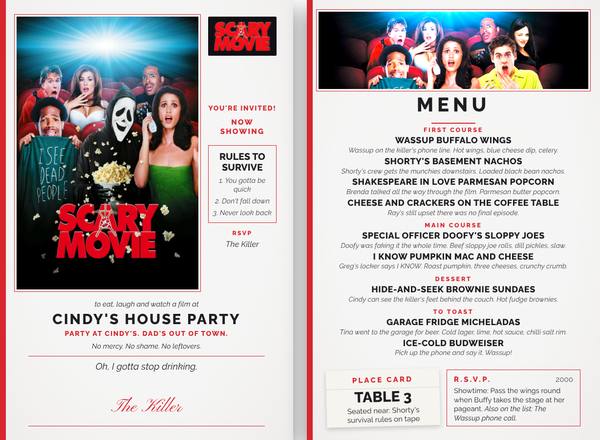 SCARY
MOVIE
YOU'RE INVITED!
NOW
SHOWING
RULES TO
SURVIVE
1. You gotta be
quick
2. Don't fall down
3. Never look back
RSVP
The Killer
I SEE
DEAD
PEOPLE
SCARY
MOVIE
to eat, laugh and watch a film at
CINDY'S HOUSE PARTY
PARTY AT CINDY'S. DAD'S OUT OF TOWN.
No mercy. No shame. No leftovers.
Oh, I gotta stop drinking.
The Killer
MENU
FIRST COURSE
WASSUP BUFFALO WINGS
Wassup on the killer's phone line. Hot wings, blue cheese dip, celery.
SHORTY'S BASEMENT NACHOS
Shorty's crew gets the munchies downstairs. Loaded black bean nachos.
SHAKESPEARE IN LOVE PARMESAN POPCORN
Brenda talked all the way through the film. Parmesan butter popcorn.
CHEESE AND CRACKERS ON THE COFFEE TABLE
Ray's still upset there was no final episode.
MAIN COURSE
SPECIAL OFFICER DOOFY'S SLOPPY JOES
Doofy was faking it the whole time. Beef sloppy joe rolls, dill pickles, slaw.
I KNOW PUMPKIN MAC AND CHEESE
Greg's locker says I KNOW. Roast pumpkin, three cheeses, crunchy crumb.
DESSERT
HIDE-AND-SEEK BROWNIE SUNDAES
Cindy can see the killer's feet behind the couch. Hot fudge brownies.
TO TOAST
GARAGE FRIDGE MICHELADAS
Tina went to the garage for beer. Cold lager, lime, hot sauce, chilli salt rim.
ICE-COLD BUDWEISER
Pick up the phone and say it. Wassup!
PLACE CARD
TABLE 3
Seated near: Shorty's
survival rules on tape
R.S.V.P. 2000
Showtime: Pass the wings round
when Buffy takes the stage at her
pageant. Also on the list: The
Wassup phone call.